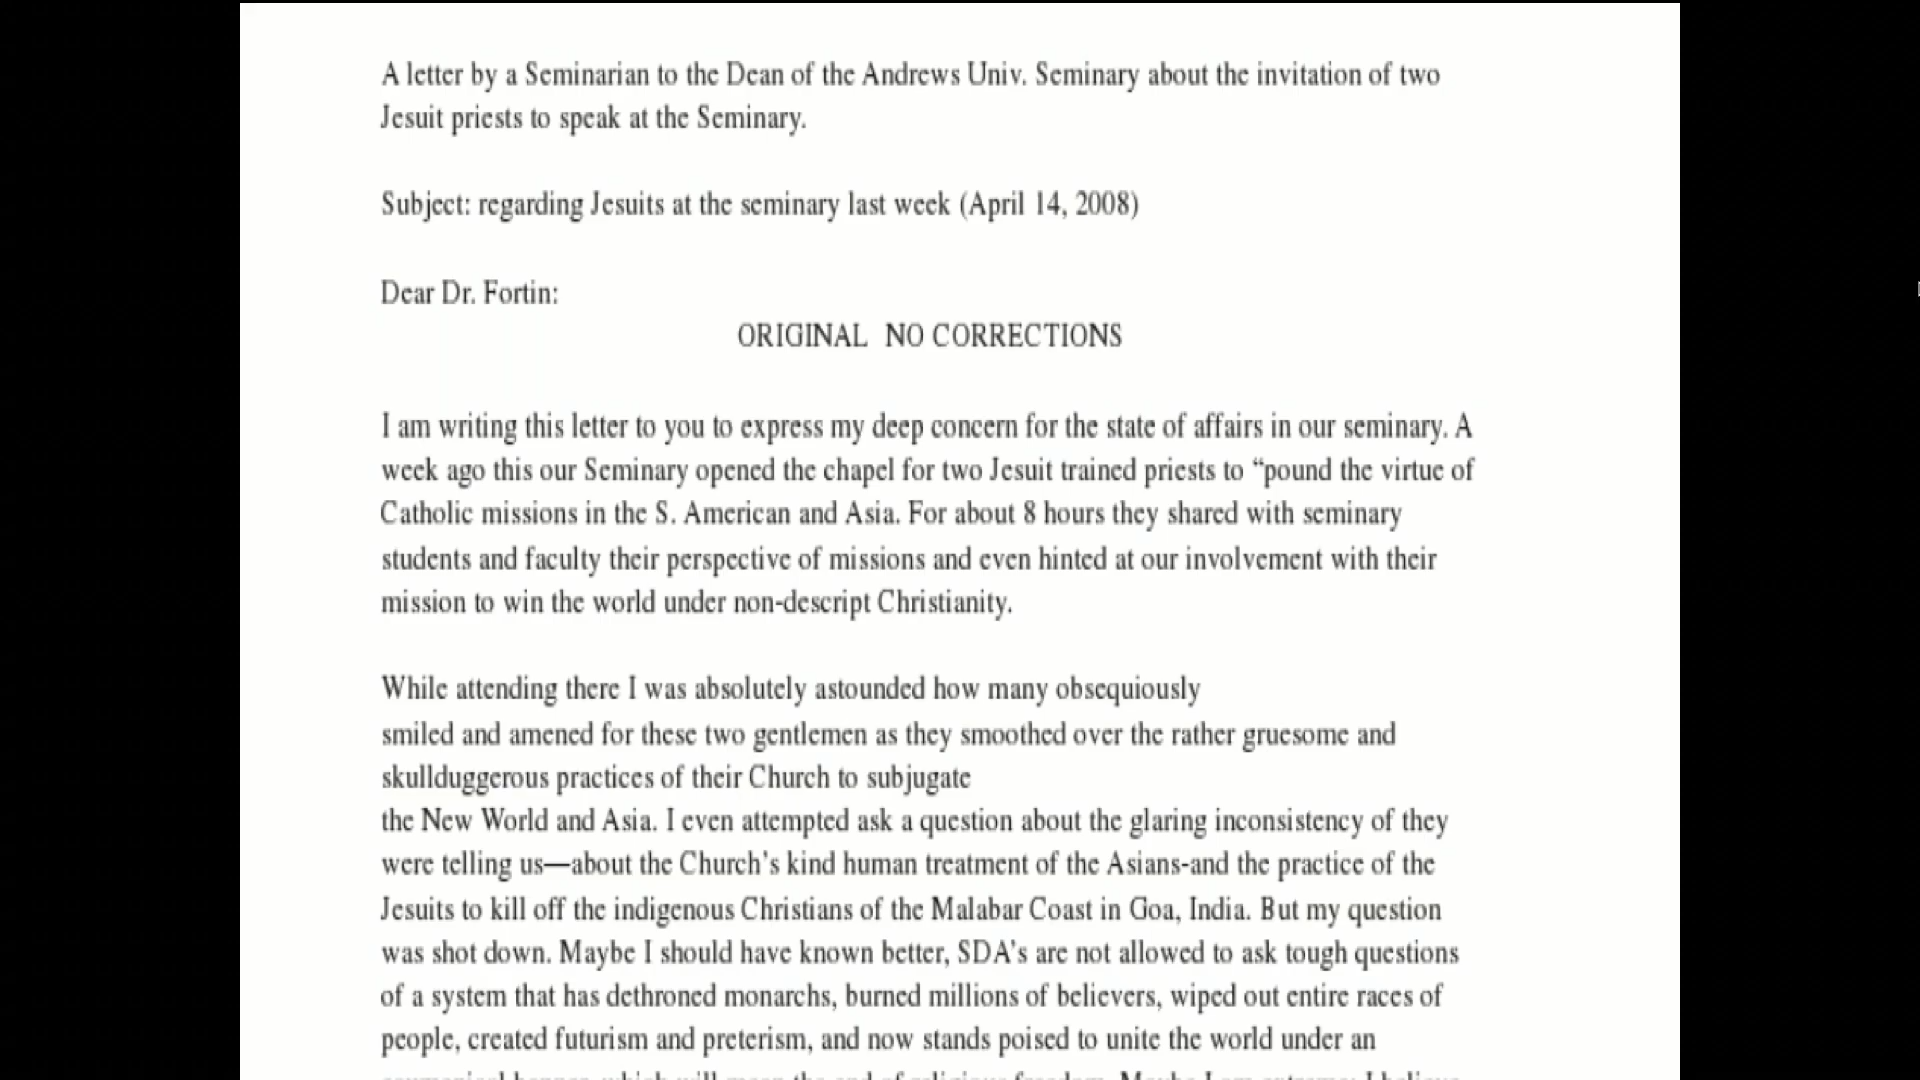 A letter by a Seminarian to the Dean of the Andrews Univ. Seminary about the invitation of two
Jesuit priests to speak at the Seminary.
Subject: regarding Jesuits at the seminary last week (April 14, 2008)
Dear Dr. Fortin:
ORIGINAL NO CORRECTIONS
I am writing this letter to you to express my deep concern for the state of affairs in our seminary. A
week ago this our Seminary opened the chapel for two Jesuit trained priests to “pound the virtue of
Catholic missions in the S. American and Asia. For about 8 hours they shared with seminary
students and faculty their perspective of missions and even hinted at our involvement with their
mission to win the world under non-descript Christianity.
While attending there I was absolutely astounded how many obsequiously
smiled and amened for these two gentlemen as they smoothed over the rather gruesome and
skullduggerous practices of their Church to subjugate
the New World and Asia. I even attempted ask a question about the glaring inconsistency of they
were telling us—about the Church's kind human treatment of the Asians-and the practice of the
Jesuits to kill off the indigenous Christians of the Malabar Coast in Goa, India. But my question
was shot down. Maybe I should have known better, SDA's are not allowed to ask tough questions
of a system that has dethroned monarchs, burned millions of believers, wiped out entire races of
people, created futurism and preterism, and now stands poised to unite the world under an